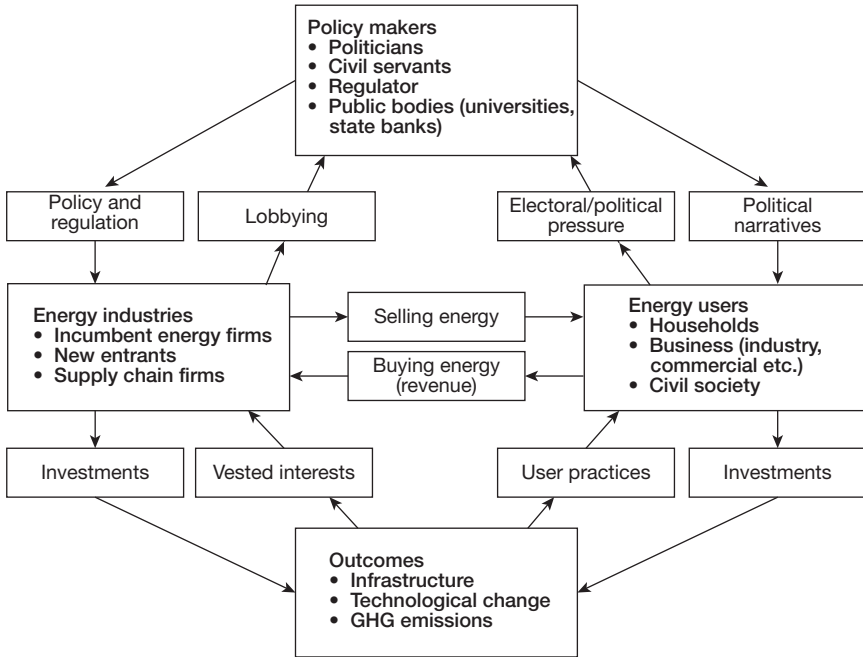 Policy makers
• Politicians
• Civil servants
• Regulator
• Public bodies (universities,
state banks)
Policy and
regulation
Lobbying
Electoral/political
pressure
Political
narratives
Energy industries
• Incumbent energy firms
• New entrants
• Supply chain firms
Selling energy
Buying energy
(revenue)
Energy users
• Households
• Business (industry,
commercial etc.)
• Civil society
Investments
Vested interests
User practices
Investments
Outcomes
• Infrastructure
• Technological change
• GHG emissions